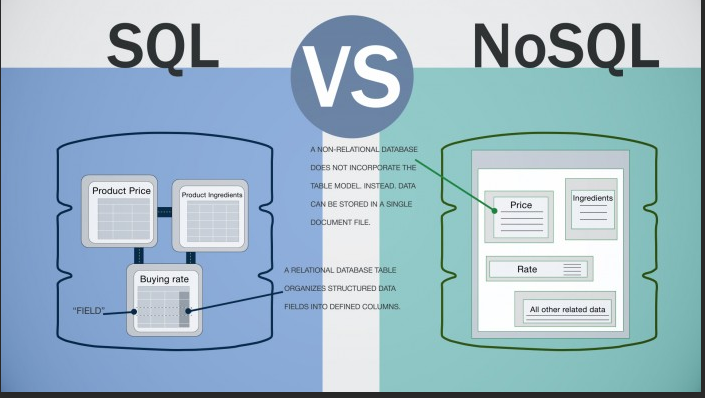 SQL
VS
NoSQL
A NON-RELATIONAL DATABASE
DOES NOT INCORPORATE THE
TABLE MODEL. INSTEAD, DATA
CAN BE STORED IN A SINGLE
DOCUMENT FILE.
Product Price
Product Ingredients
Buying rate
"FIELD"
A RELATIONAL DATABASE TABLE
ORGANIZES STRUCTURED DATA
FIELDS INTO DEFINED COLUMNS.
Price
Ingredients
Rate
All other related data